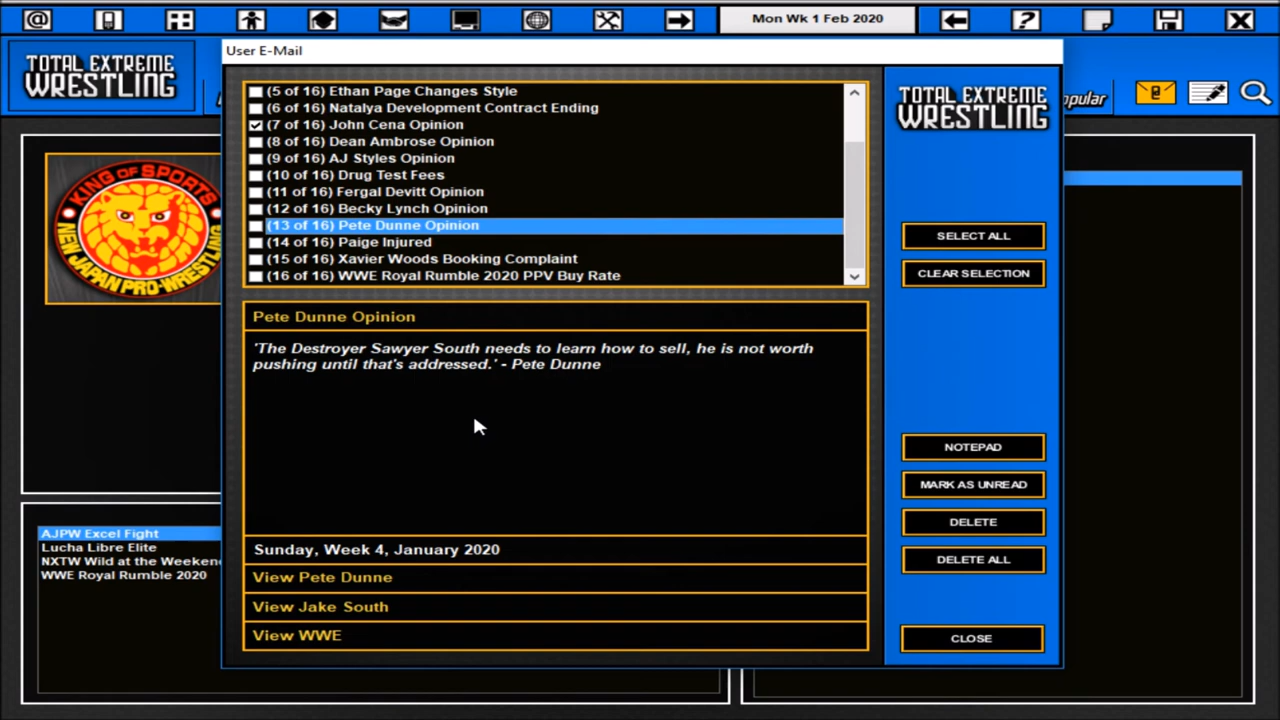 Mon Wk 1 Feb 2020
User E-Mail
TOTAL EXTREME
WRESTLING
opular
(5 of 16) Ethan Page Changes Style
(6 of 16) Natalya Development Contract Ending
(7 of 16) John Cena Opinion
(8 of 16) Dean Ambrose Opinion
(9 of 16) AJ Styles Opinion
(10 of 16) Drug Test Fees
(11 of 16) Fergal Devitt Opinion
(12 of 16) Becky Lynch Opinion
(13 of 16) Pete Dunne Opinion
(14 of 16) Paige Injured
(15 of 16) Xavier Woods Booking Complaint
(16 of 16) WWE Royal Rumble 2020 PPV Buy Rate
TOTAL EXTREME
WRESTLING
SELECT ALL
CLEAR SELECTION
KING OF SPORTS
NEW JAPAN PRO-WRESTLING
Pete Dunne Opinion
'The Destroyer Sawyer South needs to learn how to sell, he is not worth
pushing until that's addressed.' - Pete Dunne
NOTEPAD
MARK AS UNREAD
DELETE
DELETE ALL
CLOSE
Sunday, Week 4, January 2020
View Pete Dunne
View Jake South
View WWE
AJPW Excel Fight
Lucha Libre Elite
NXTW Wild at the Weeken
WWE Royal Rumble 2020